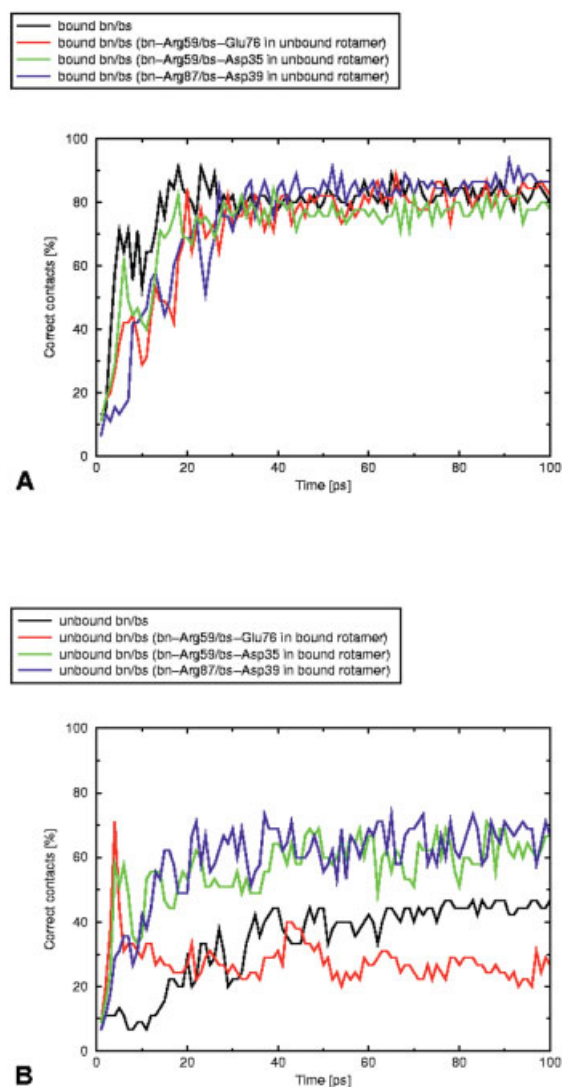 bound bn/bs
bound bn/bs (bn-Arg59/bs-Glu76 in unbound rotamer)
bound bn/bs (bn-Arg59/bs-Asp35 in unbound rotamer)
bound bn/bs (bn-Arg87/bs-Asp39 in unbound rotamer)
100
80
60
40
20
0
Correct contacts [%]
0 20 40 60 80 100
Time [ps]
A
unbound bn/bs
unbound bn/bs (bn-Arg59/bs-Glu76 in bound rotamer)
unbound bn/bs (bn-Arg59/bs-Asp35 in bound rotamer)
unbound bn/bs (bn-Arg87/bs-Asp39 in bound rotamer)
100
80
60
40
20
0
Correct contacts [%]
0 20 40 60 80 100
Time [ps]
B